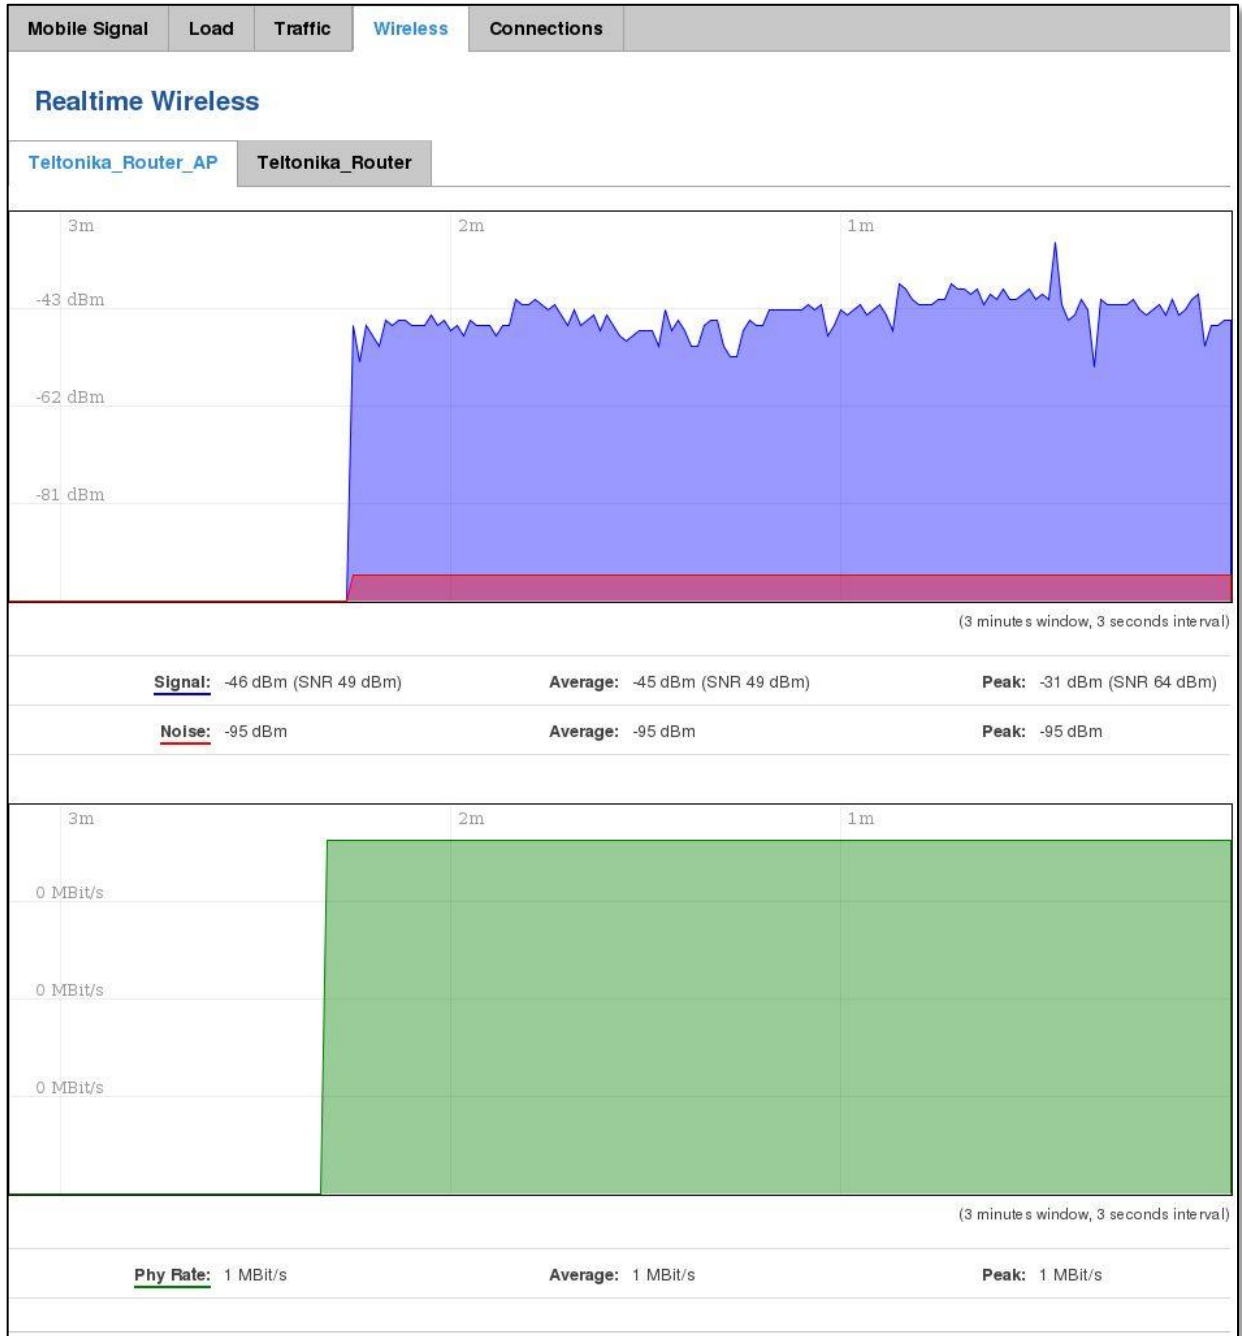 Mobile Signal Load Traffic Wireless Connections
Realtime Wireless
Teltonika_Router_AP Teltonika_Router
3m 2m 1m
-43 dBm
-62 dBm
-81 dBm
(3 minutes window, 3 seconds interval)
Signal: -46 dBm (SNR 49 dBm) Average: -45 dBm (SNR 49 dBm) Peak: -31 dBm (SNR 64 dBm)
Noise: -95 dBm Average: -95 dBm Peak: -95 dBm
3m 2m 1m
0 MBit/s
0 MBit/s
0 MBit/s
(3 minutes window, 3 seconds interval)
Phy Rate: 1 MBit/s Average: 1 MBit/s Peak: 1 MBit/s